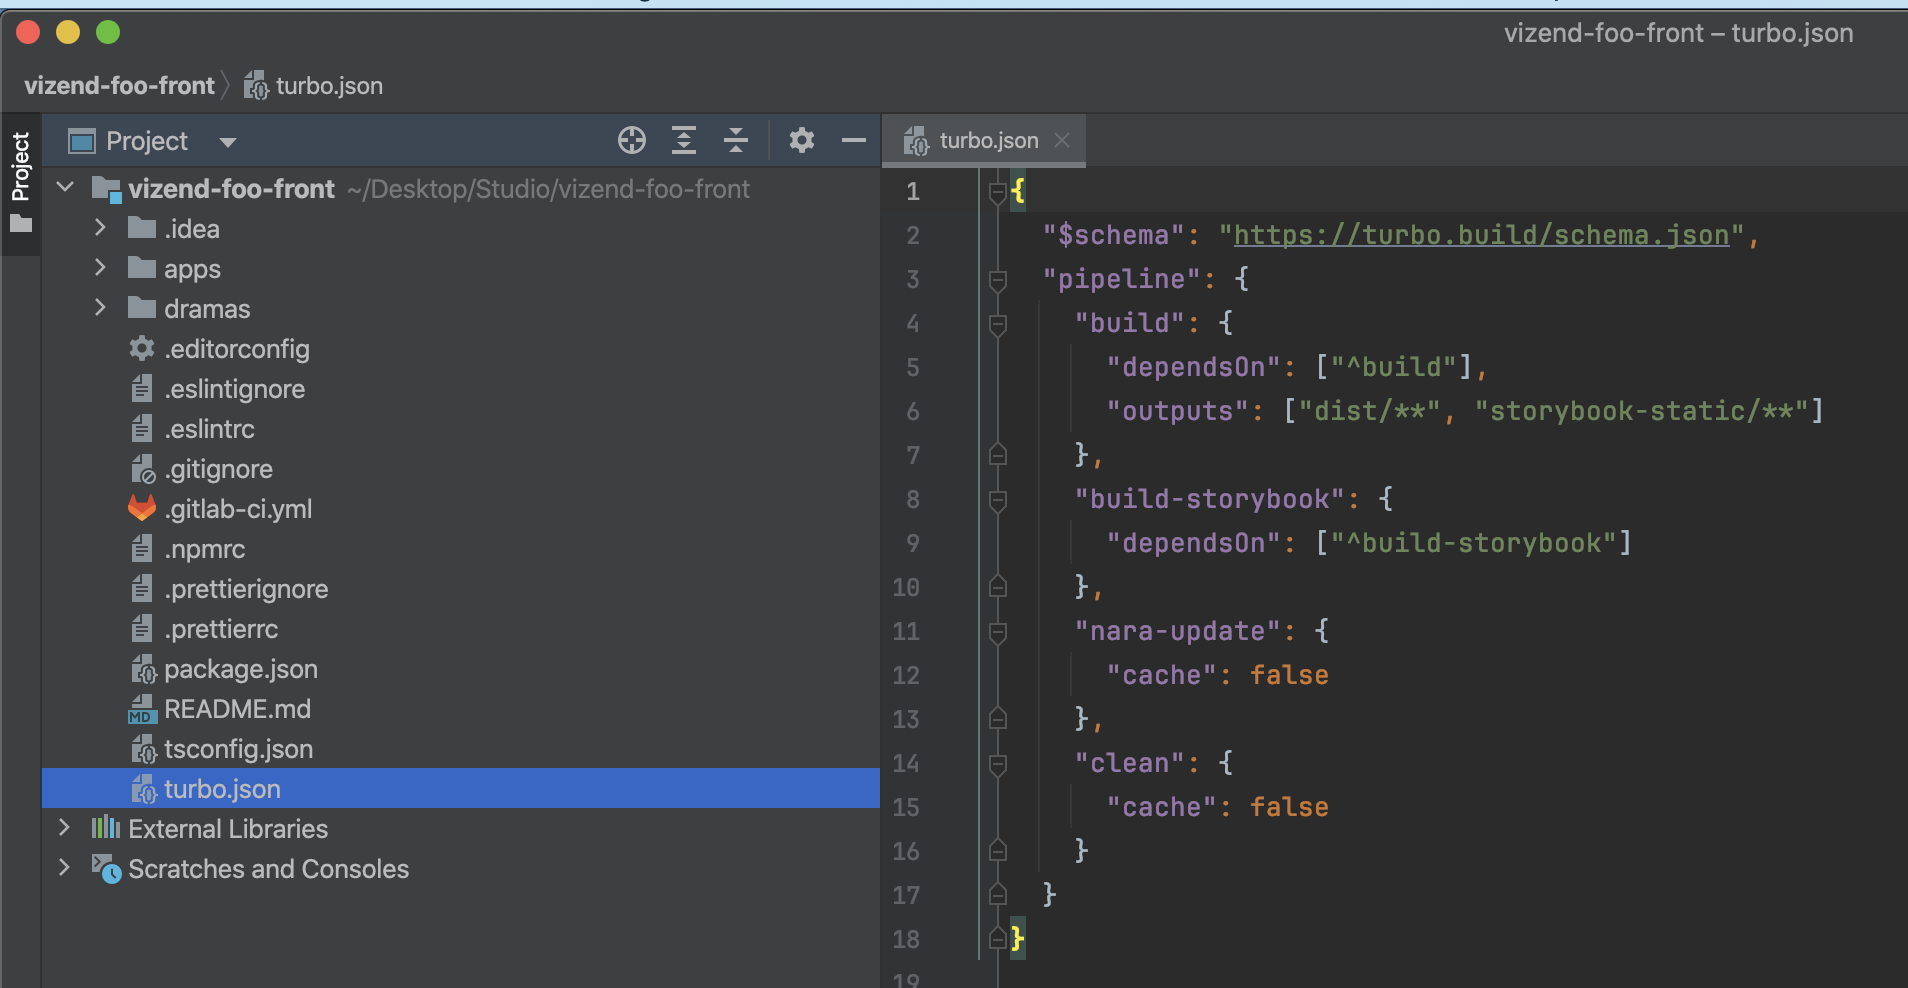 vizend-foo-front – turbo.json
vizend-foo-front turbo.json
Project
Project
turbo.json
vizend-foo-front ~/Desktop/Studio/vizend-foo-front
.idea
apps
dramas
.editorconfig
.eslintignore
.eslintrc
.gitignore
.gitlab-ci.yml
.npmrc
.prettierignore
.prettierrc
package.json
MD README.md
tsconfig.json
turbo.json
External Libraries
Scratches and Consoles
1 {
2 "$schema": "https://turbo.build/schema.json",
3 "pipeline": {
4 "build": {
5 "dependsOn": ["^build"],
6 "outputs": ["dist/**", "storybook-static/**"]
7 },
8 "build-storybook": {
9 "dependsOn": ["^build-storybook"]
10 },
11 "nara-update": {
12 "cache": false
13 },
14 "clean": {
15 "cache": false
16 }
17 }
18 }
19